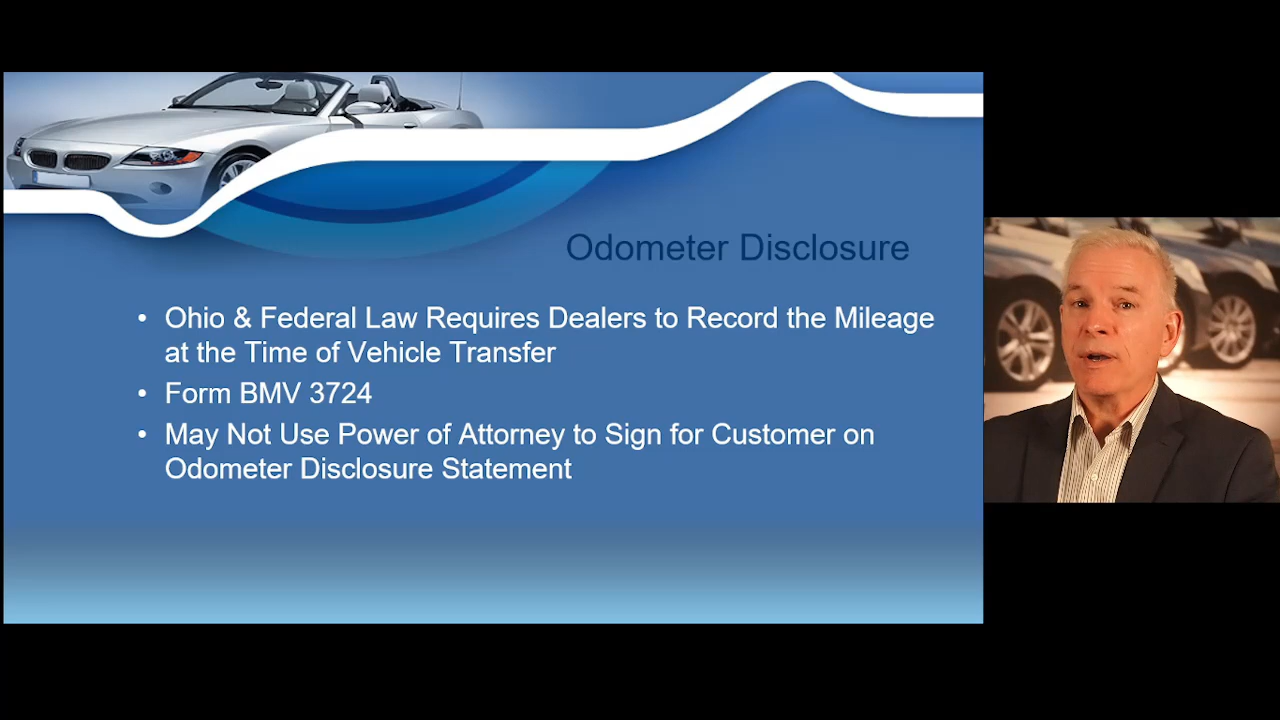 Odometer Disclosure
• Ohio & Federal Law Requires Dealers to Record the Mileage
at the Time of Vehicle Transfer
• Form BMV 3724
• May Not Use Power of Attorney to Sign for Customer on
Odometer Disclosure Statement